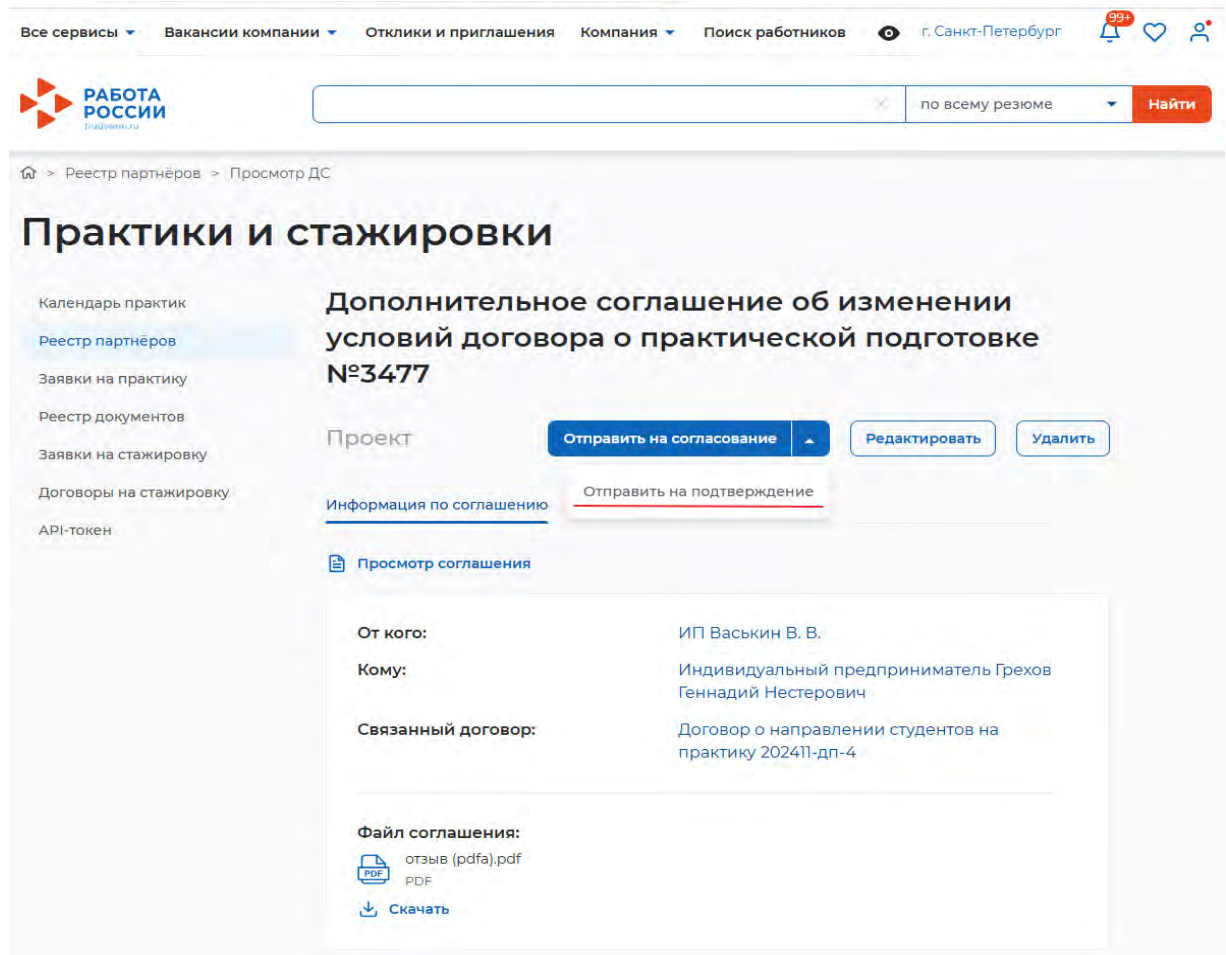 Все сервисы Вакансии компании Отклики и приглашения Компания Поиск работников г. Санкт-Петербург 99+
РАБОТА
РОССИИ
trudvsem.ru
по всему резюме Найти
> Реестр партнёров > Просмотр ДС
Практики и стажировки
Календарь практик
Реестр партнёров
Заявки на практику
Реестр документов
Заявки на стажировку
Договоры на стажировку
API-токен
Дополнительное соглашение об изменении
условий договора о практической подготовке
№3477
Проект Отправить на согласование Редактировать Удалить
Отправить на подтверждение
Информация по соглашению
Просмотр соглашения
От кого: ИП Васькин В. В.
Кому: Индивидуальный предприниматель Грехов
Геннадий Нестерович
Связанный договор: Договор о направлении студентов на
практику 202411-дп-4
Файл соглашения:
отзыв (pdfa).pdf
PDF
PDF
Скачать